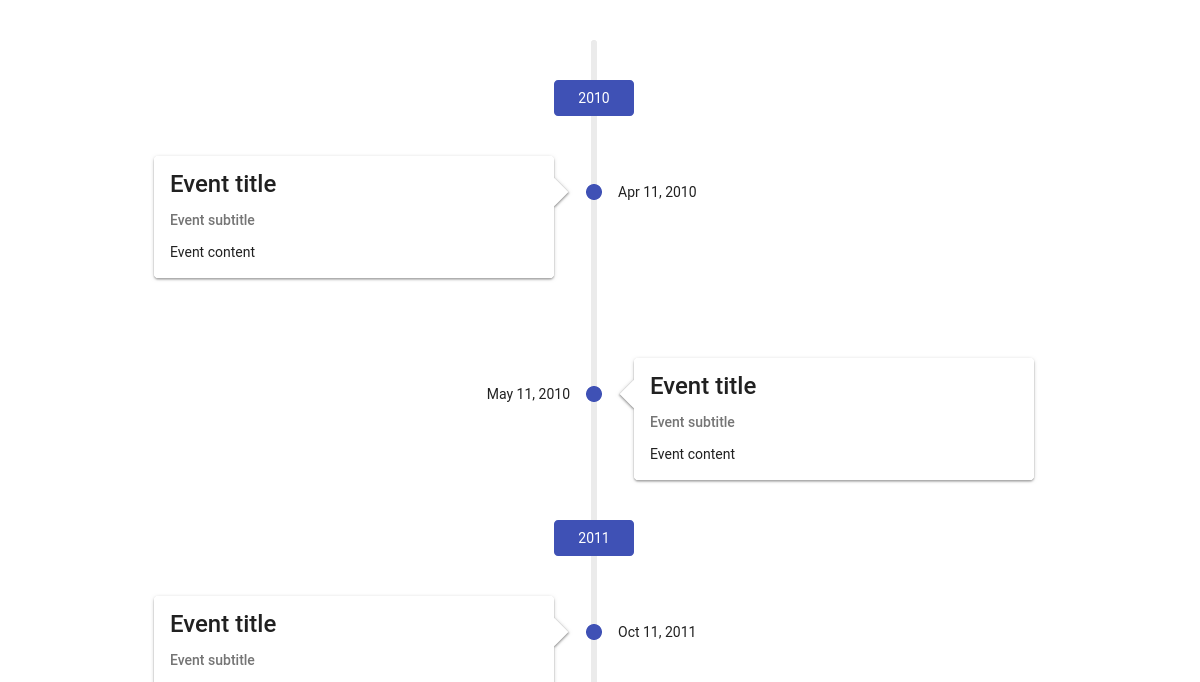 2010
Event title
Apr 11, 2010
Event subtitle
Event content
May 11, 2010
Event title
Event subtitle
Event content
2011
Event title
Oct 11, 2011
Event subtitle